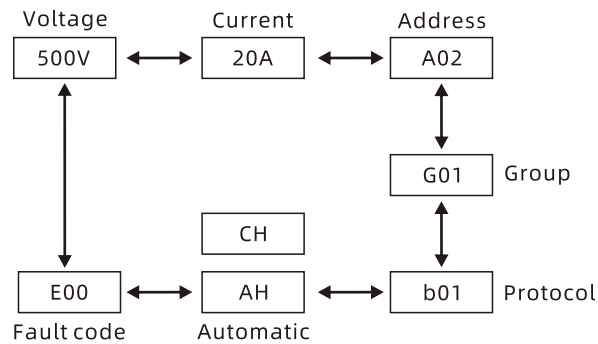 Voltage
Current
Address
500V
20A
A02
G01
Group
CH
E00
AH
b01
Protocol
Fault code
Automatic